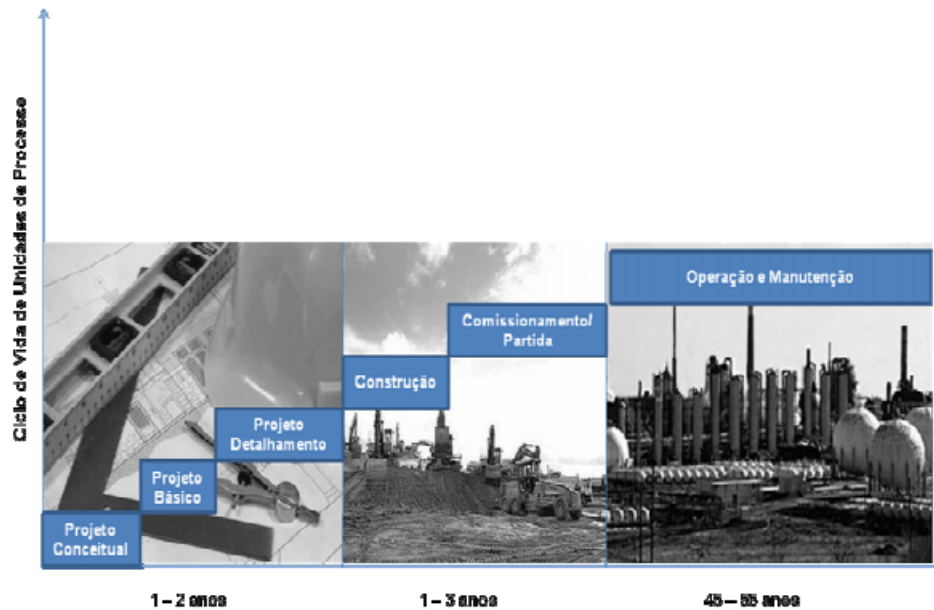 Ciclo de Vida de Unidades de Processo
Operação e Manutenção
Comissionamento/
Partida
Construção
Projeto
Detalhamento
Projeto
Básico
Projeto
Conceitual
1 – 2 anos
1 – 3 anos
45 – 55 anos